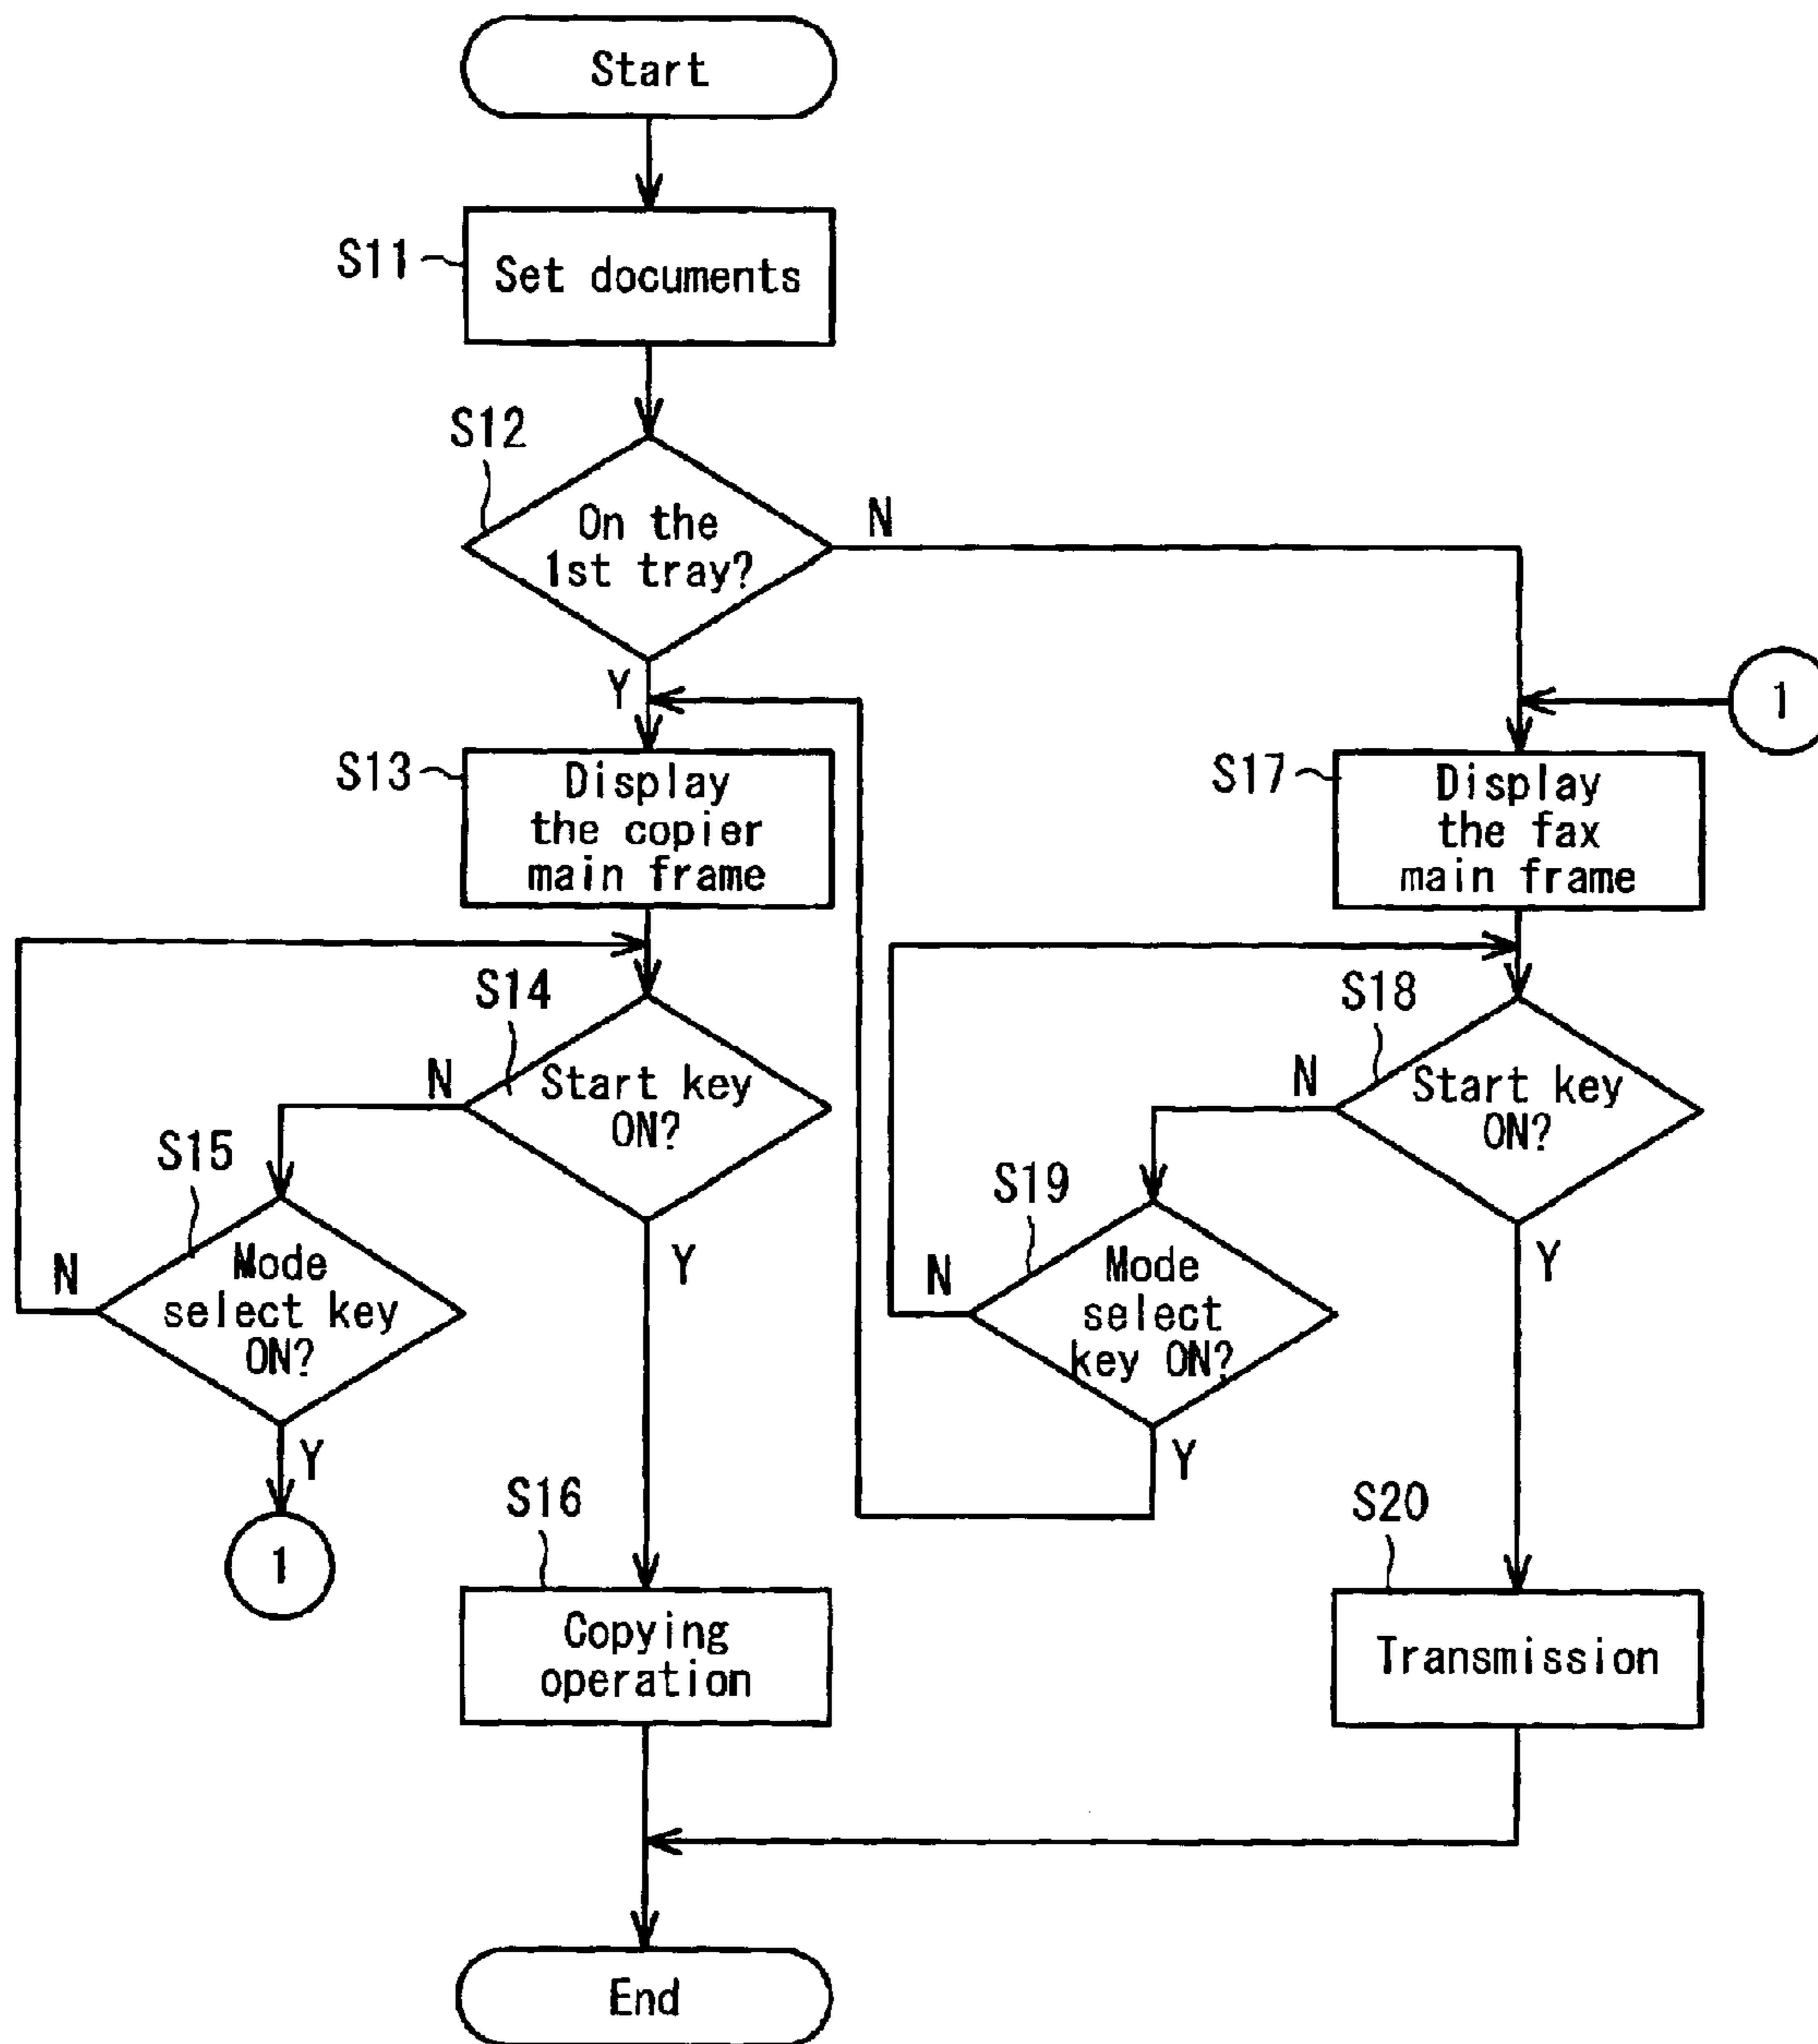 Start
S11
Set documents
S12
On the
1st tray?
N
Y
1
S13
Display
the copier
main frame
S17
Display
the fax
main frame
S14
Start key
ON?
N
Y
S18
Start key
ON?
N
Y
S15
Mode
select key
ON?
N
Y
1
S19
Mode
select
key ON?
N
Y
S16
Copying
operation
S20
Transmission
End